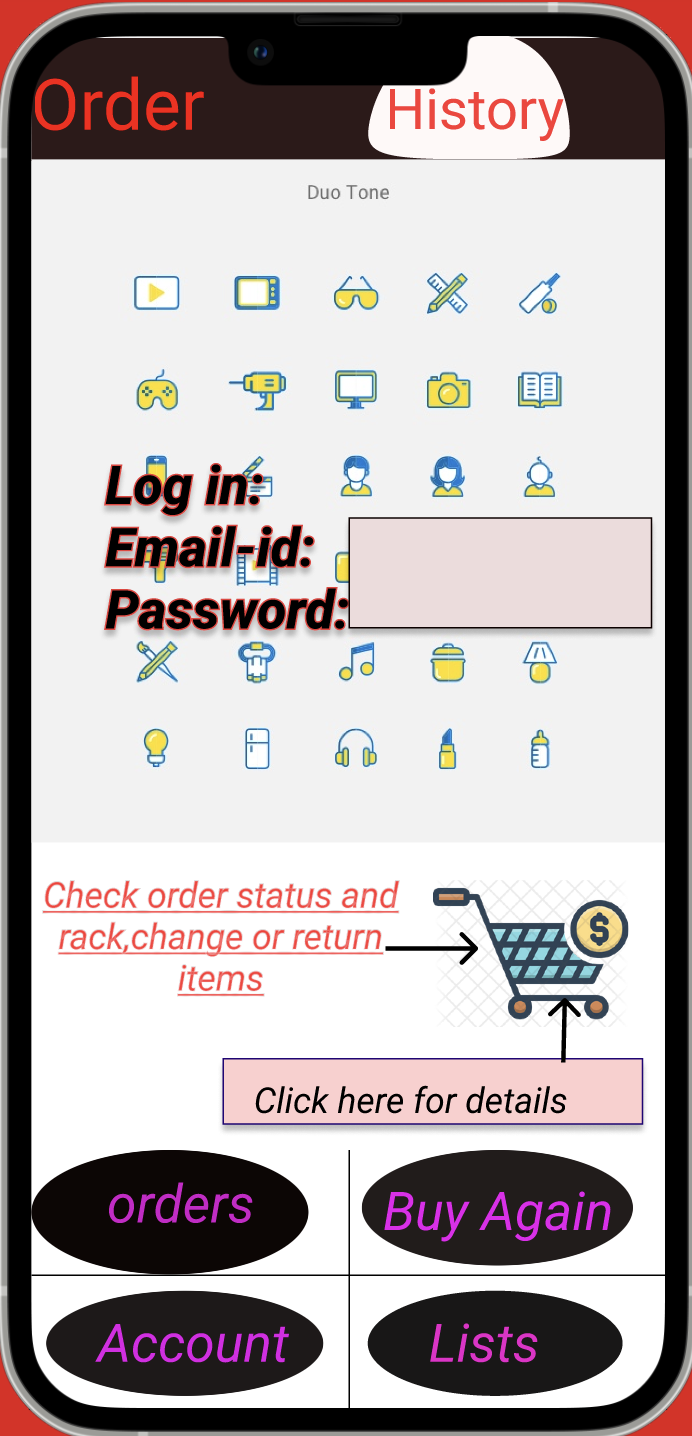 Order
History
Duo Tone
Log in:
Email-id:
Password:
Check order status and
rack,change or return
items
Click here for details
orders
Buy Again
Account
Lists